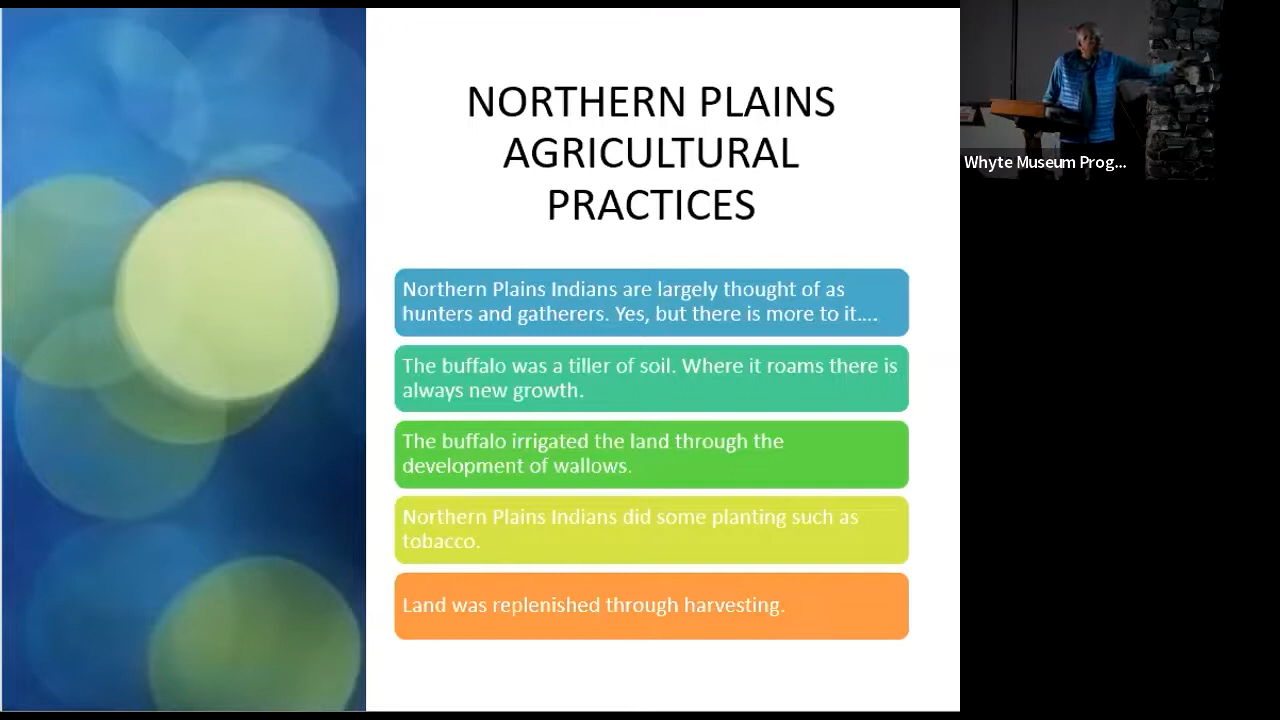 NORTHERN PLAINS
AGRICULTURAL
PRACTICES
Northern Plains Indians are largely thought of as
hunters and gatherers. Yes, but there is more to it....
The buffalo was a tiller of soil. Where it roams there is
always new growth.
The buffalo irrigated the land through the
development of wallows.
Northern Plains Indians did some planting such as
tobacco.
Land was replenished through harvesting.
Whyte Museum Prog...